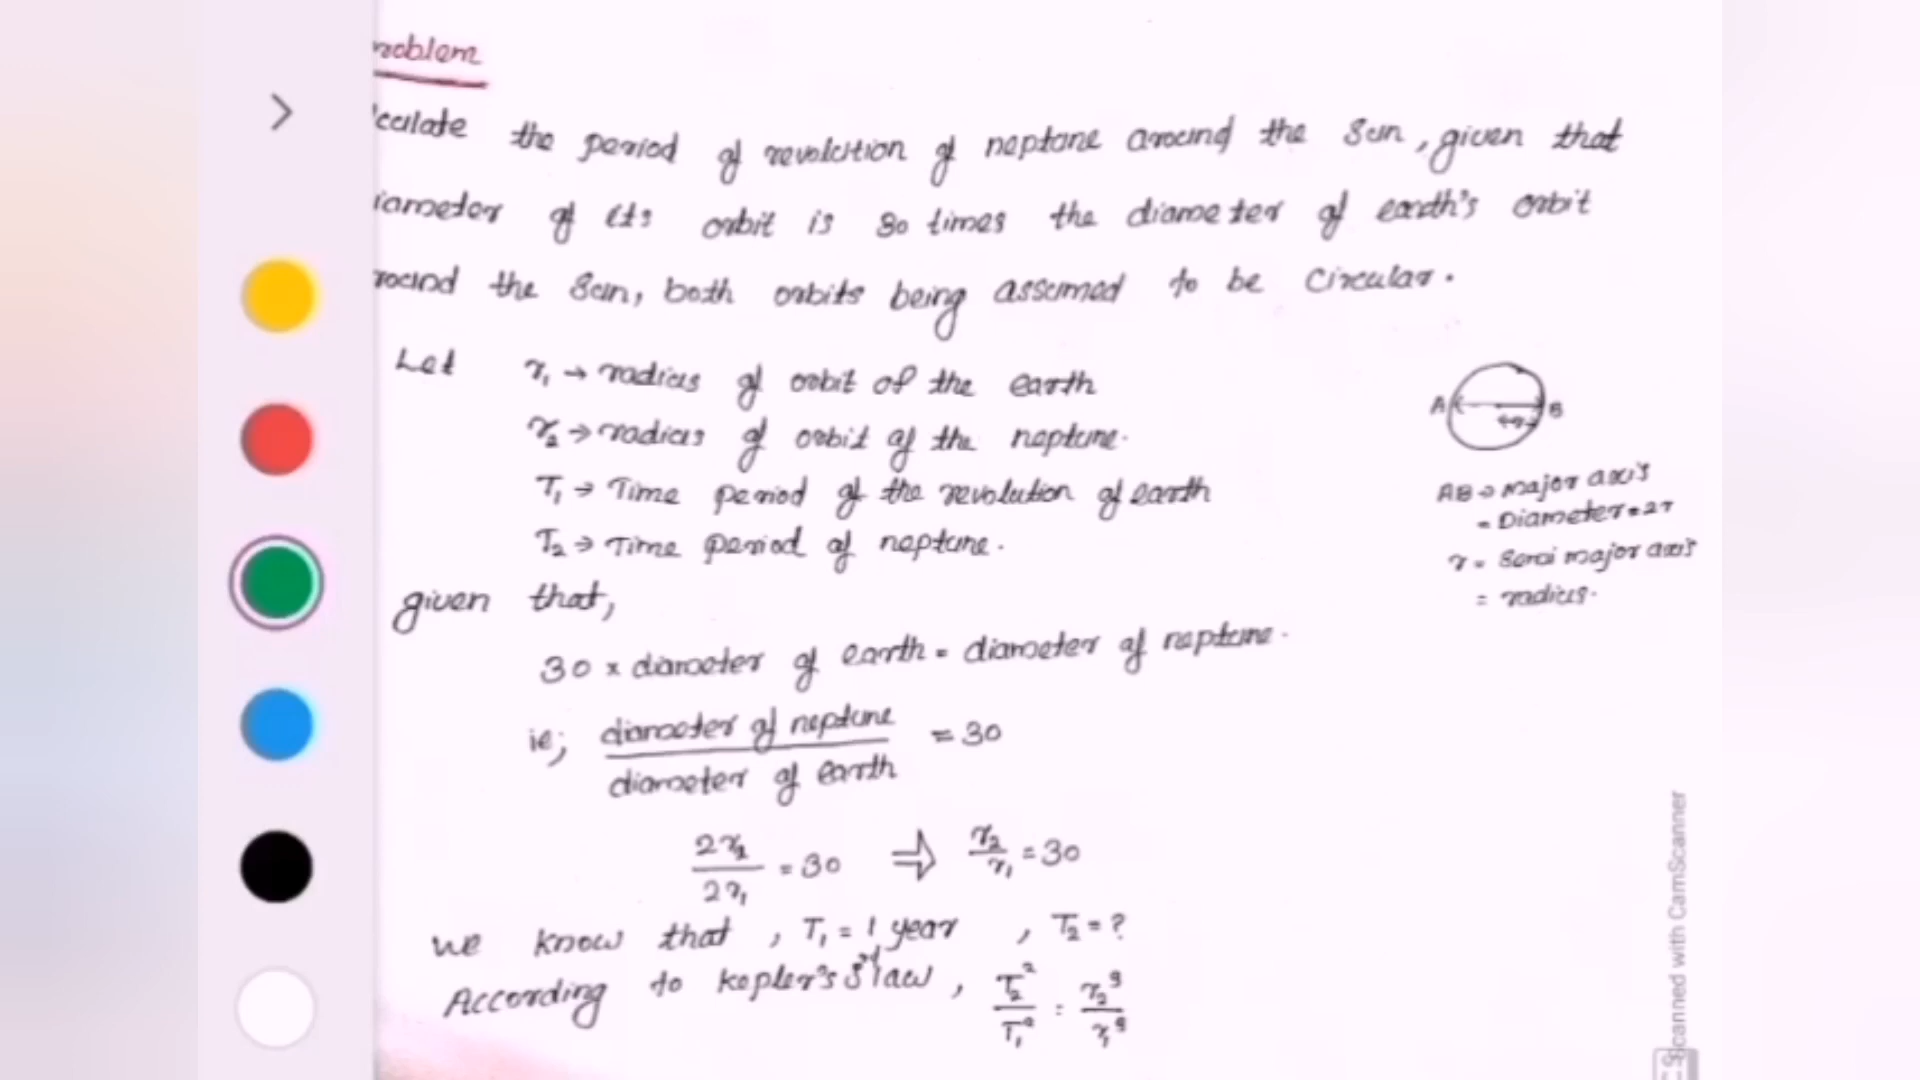 roblem
lculate the period of revolution of neptune around the Sun, given that
iameter of its orbit is 30 times the diameter of earth's orbit
round the Sun, both orbits being assumed to be Circular.
Let r₁ → radius of orbit of the earth
r₂ → radius of orbit of the neptune.
T₁ → Time period of the revolution of earth
T₂ → Time period of neptune.
A B
AB → major axis
= Diameter = 2r
r = Semi major axis
= radius.
given that,
30 × diameter of earth = diameter of neptune.
ie; diameter of neptune / diameter of earth = 30
2r₂ / 2r₁ = 30 ⇒ r₂ / r₁ = 30
we know that, T₁ = 1 year, T₂ = ?
According to kepler's 3rd law, T₂² / T₁² = r₂³ / r₁³
Scanned with CamScanner
CS